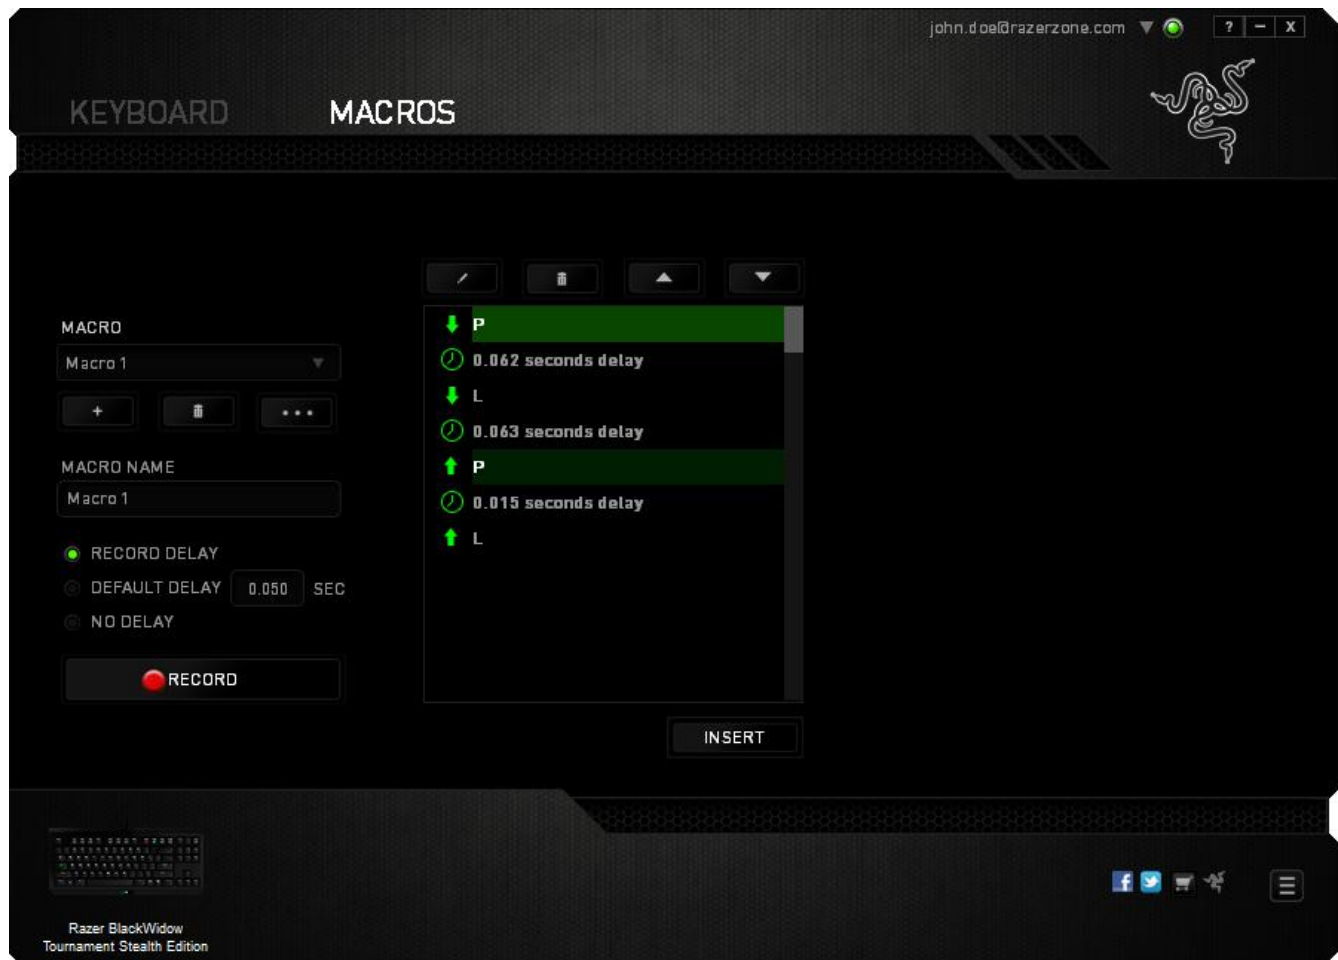 john.doe@razerzone.com
? – X
KEYBOARD MACROS
MACRO
Macro 1
+
MACRO NAME
Macro 1
RECORD DELAY
DEFAULT DELAY 0.050 SEC
NO DELAY
RECORD
P
0.062 seconds delay
L
0.063 seconds delay
P
0.015 seconds delay
L
INSERT
Razer BlackWidow
Tournament Stealth Edition
f